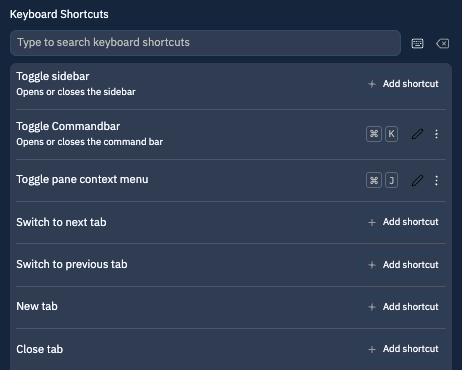 Keyboard Shortcuts
Type to search keyboard shortcuts
Toggle sidebar
Opens or closes the sidebar
+ Add shortcut
Toggle Commandbar
Opens or closes the command bar
⌘ K
Toggle pane context menu
⌘ J
Switch to next tab
+ Add shortcut
Switch to previous tab
+ Add shortcut
New tab
+ Add shortcut
Close tab
+ Add shortcut